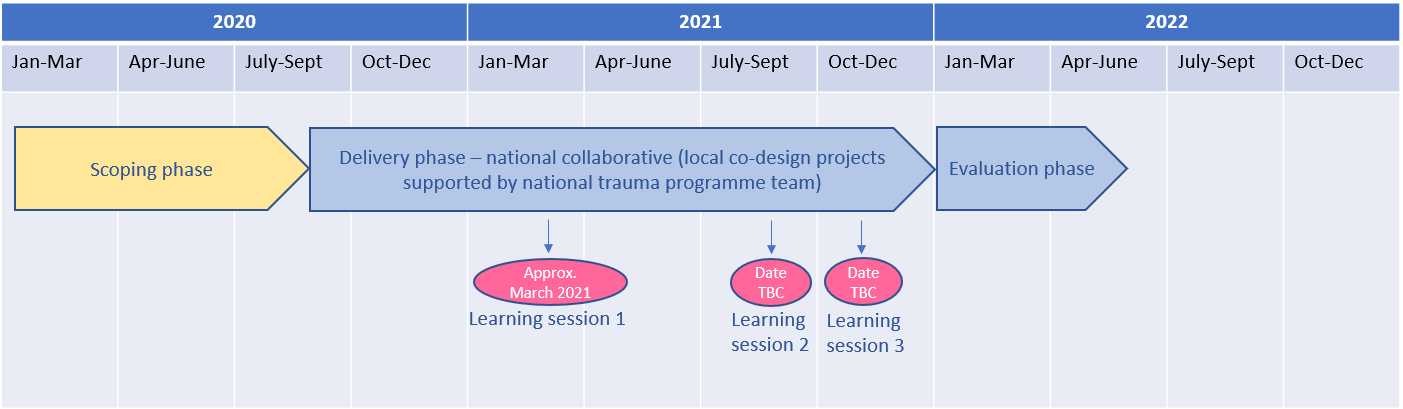 2020
2021
2022
Jan-Mar
Apr-June
July-Sept
Oct-Dec
Jan-Mar
Apr-June
July-Sept
Oct-Dec
Jan-Mar
Apr-June
July-Sept
Oct-Dec
Scoping phase
Delivery phase – national collaborative (local co-design projects
supported by national trauma programme team)
Evaluation phase
Approx.
March 2021
Learning session 1
Date
TBC
Learning
session 2
Date
TBC
Learning
session 3